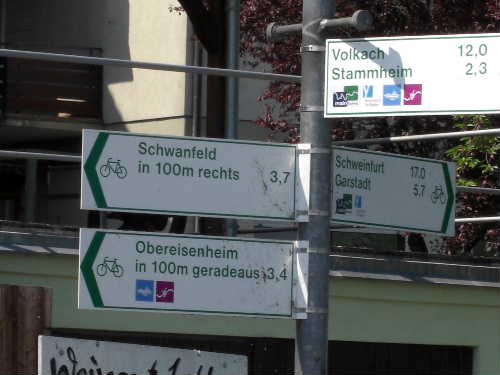 Volkach 12,0
Stammheim 2,3
Schwanfeld
in 100m rechts 3,7
Schweinfurt 17,0
Garstadt 5,7
Obereisenheim
in 100m geradeaus 3,4